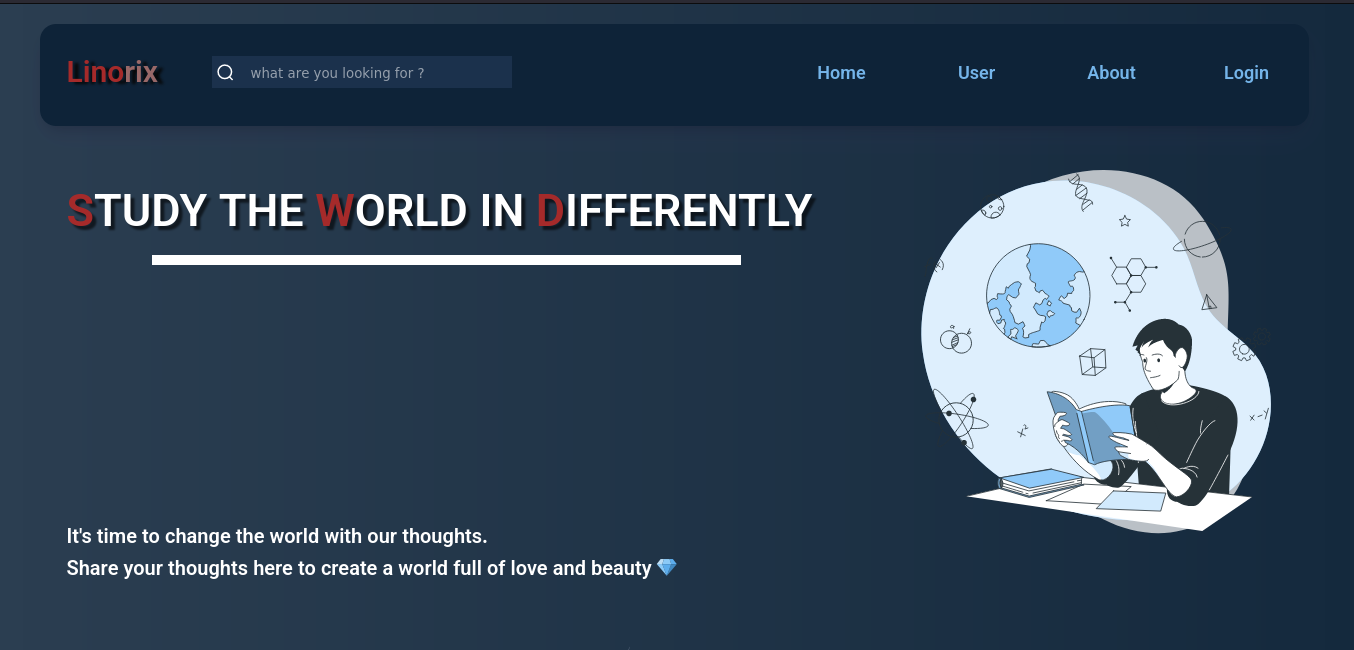 Linorix
what are you looking for ?
Home
User
About
Login
STUDY THE WORLD IN DIFFERENTLY
It's time to change the world with our thoughts.
Share your thoughts here to create a world full of love and beauty 💎